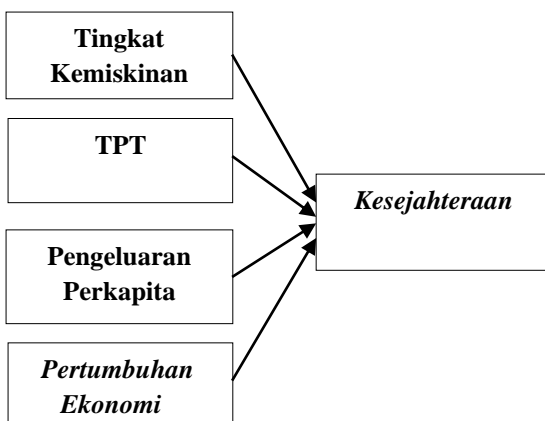 Tingkat
Kemiskinan
TPT
Kesejahteraan
Pengeluaran
Perkapita
Pertumbuhan
Ekonomi